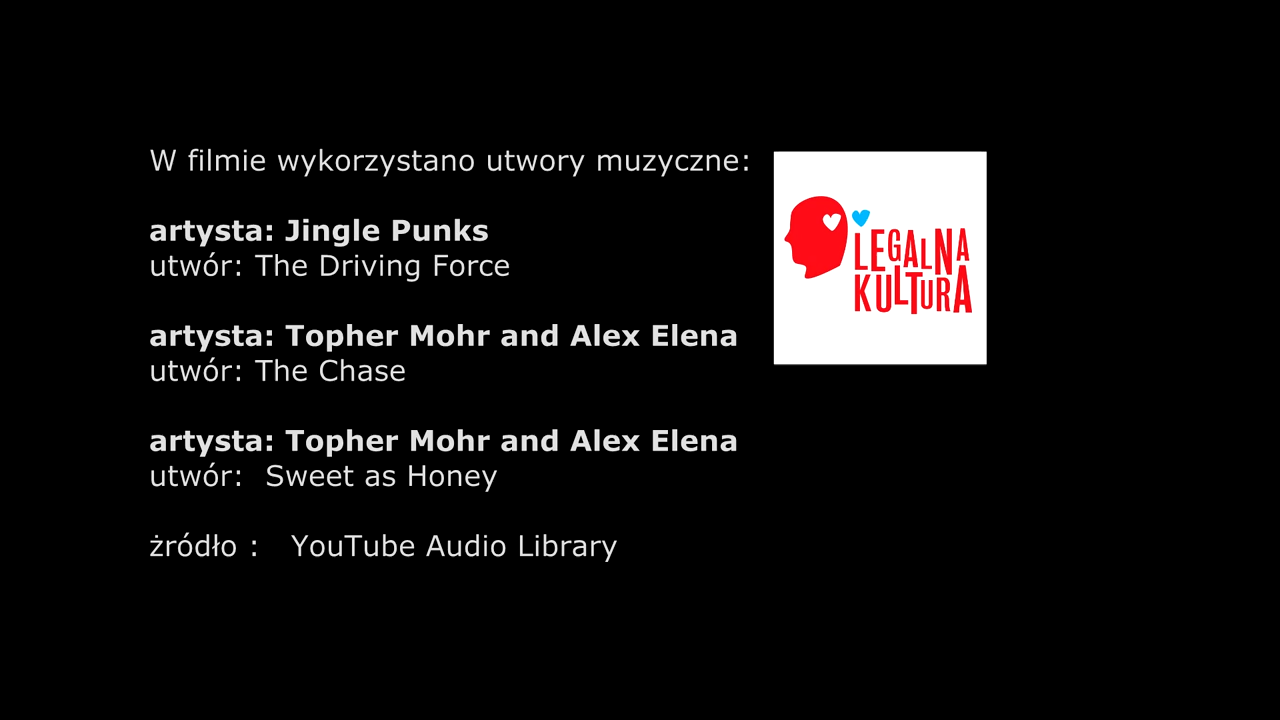 W filmie wykorzystano utwory muzyczne:
artysta: Jingle Punks
utwór: The Driving Force
artysta: Topher Mohr and Alex Elena
utwór: The Chase
artysta: Topher Mohr and Alex Elena
utwór: Sweet as Honey
żródło : YouTube Audio Library
LEGALNA
KULTURA